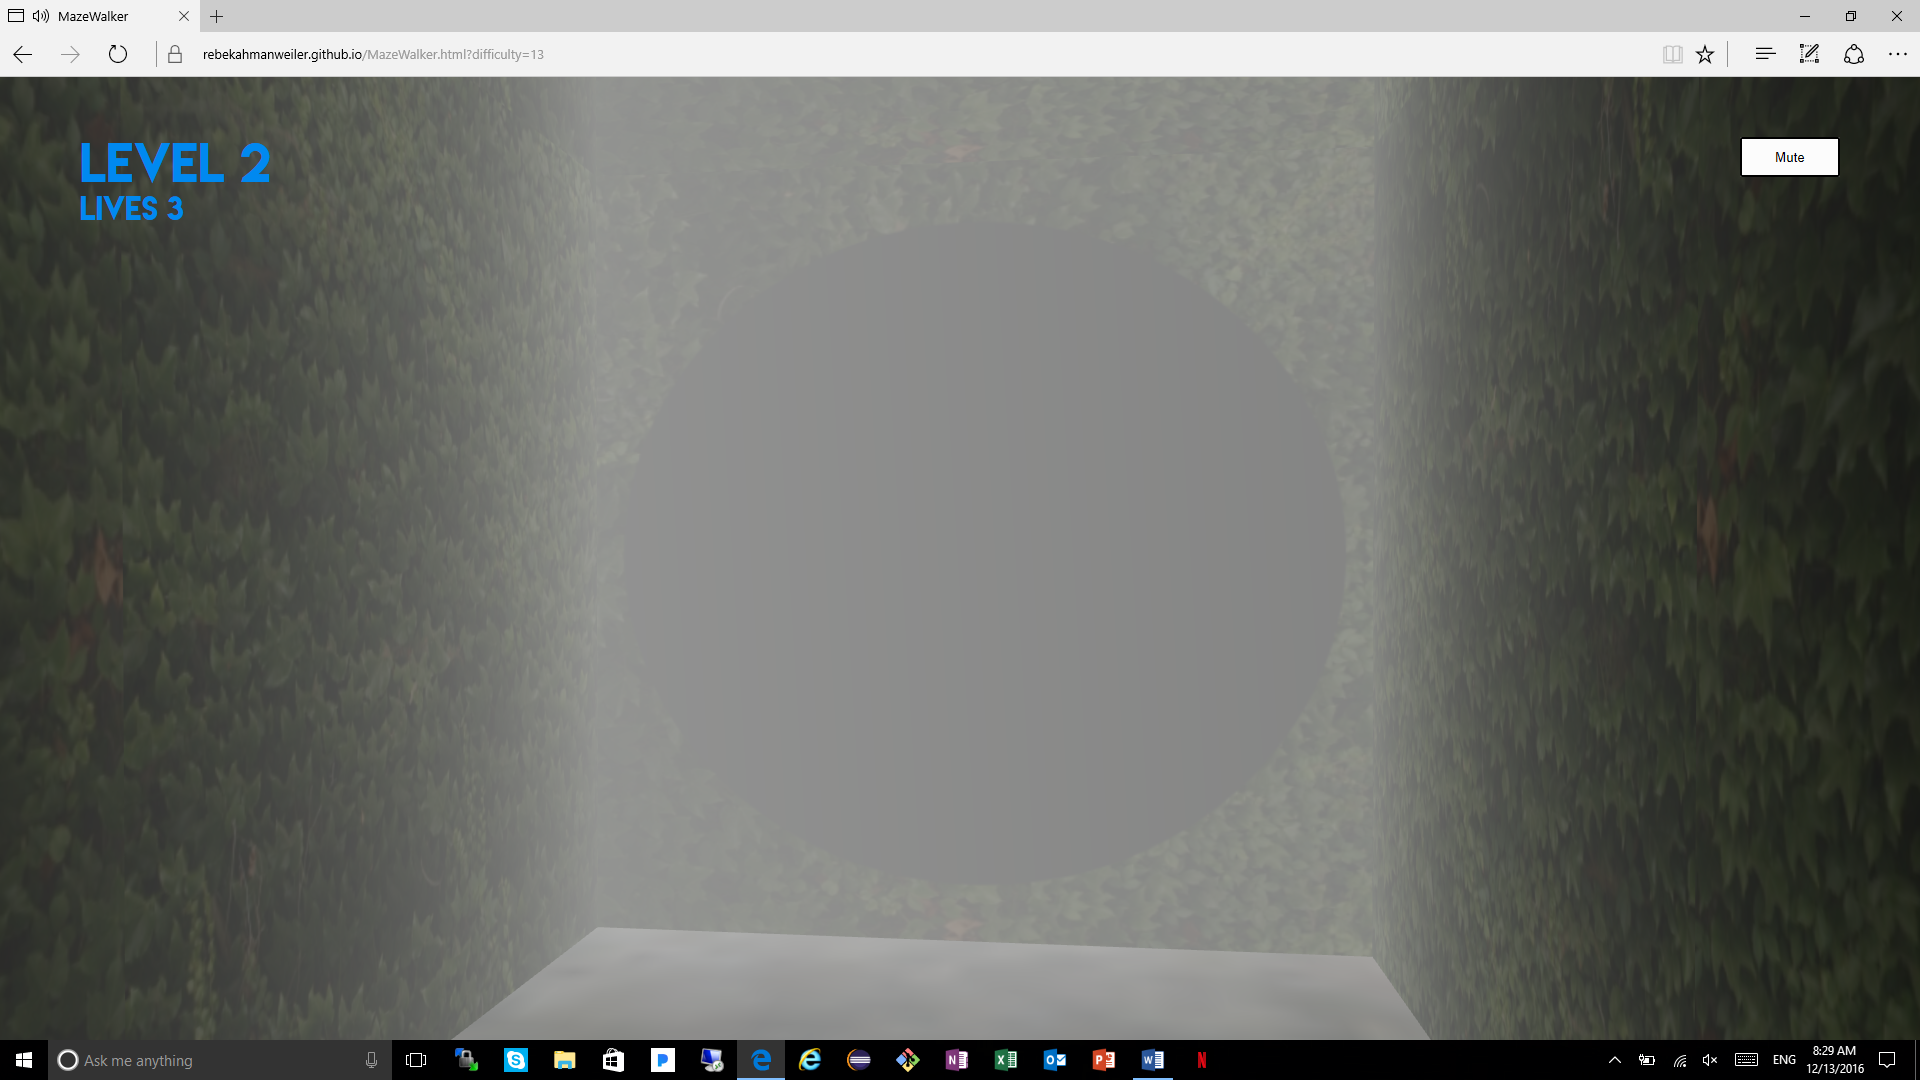 MazeWalker
rebekahmanweiler.github.io/MazeWalker.html?difficulty=13
LEVEL 2
LIVES 3
Mute
Ask me anything
ENG
8:29 AM
12/13/2016